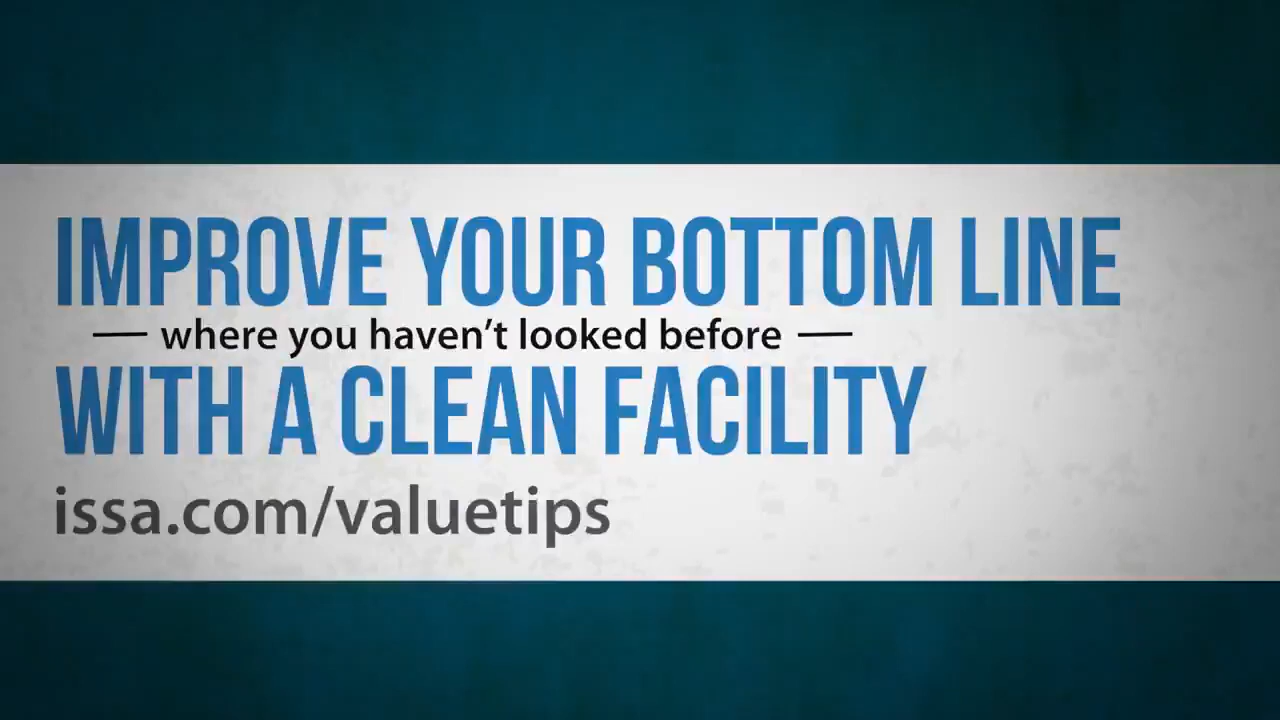 IMPROVE YOUR BOTTOM LINE
— where you haven’t looked before —
WITH A CLEAN FACILITY
issa.com/valuetips